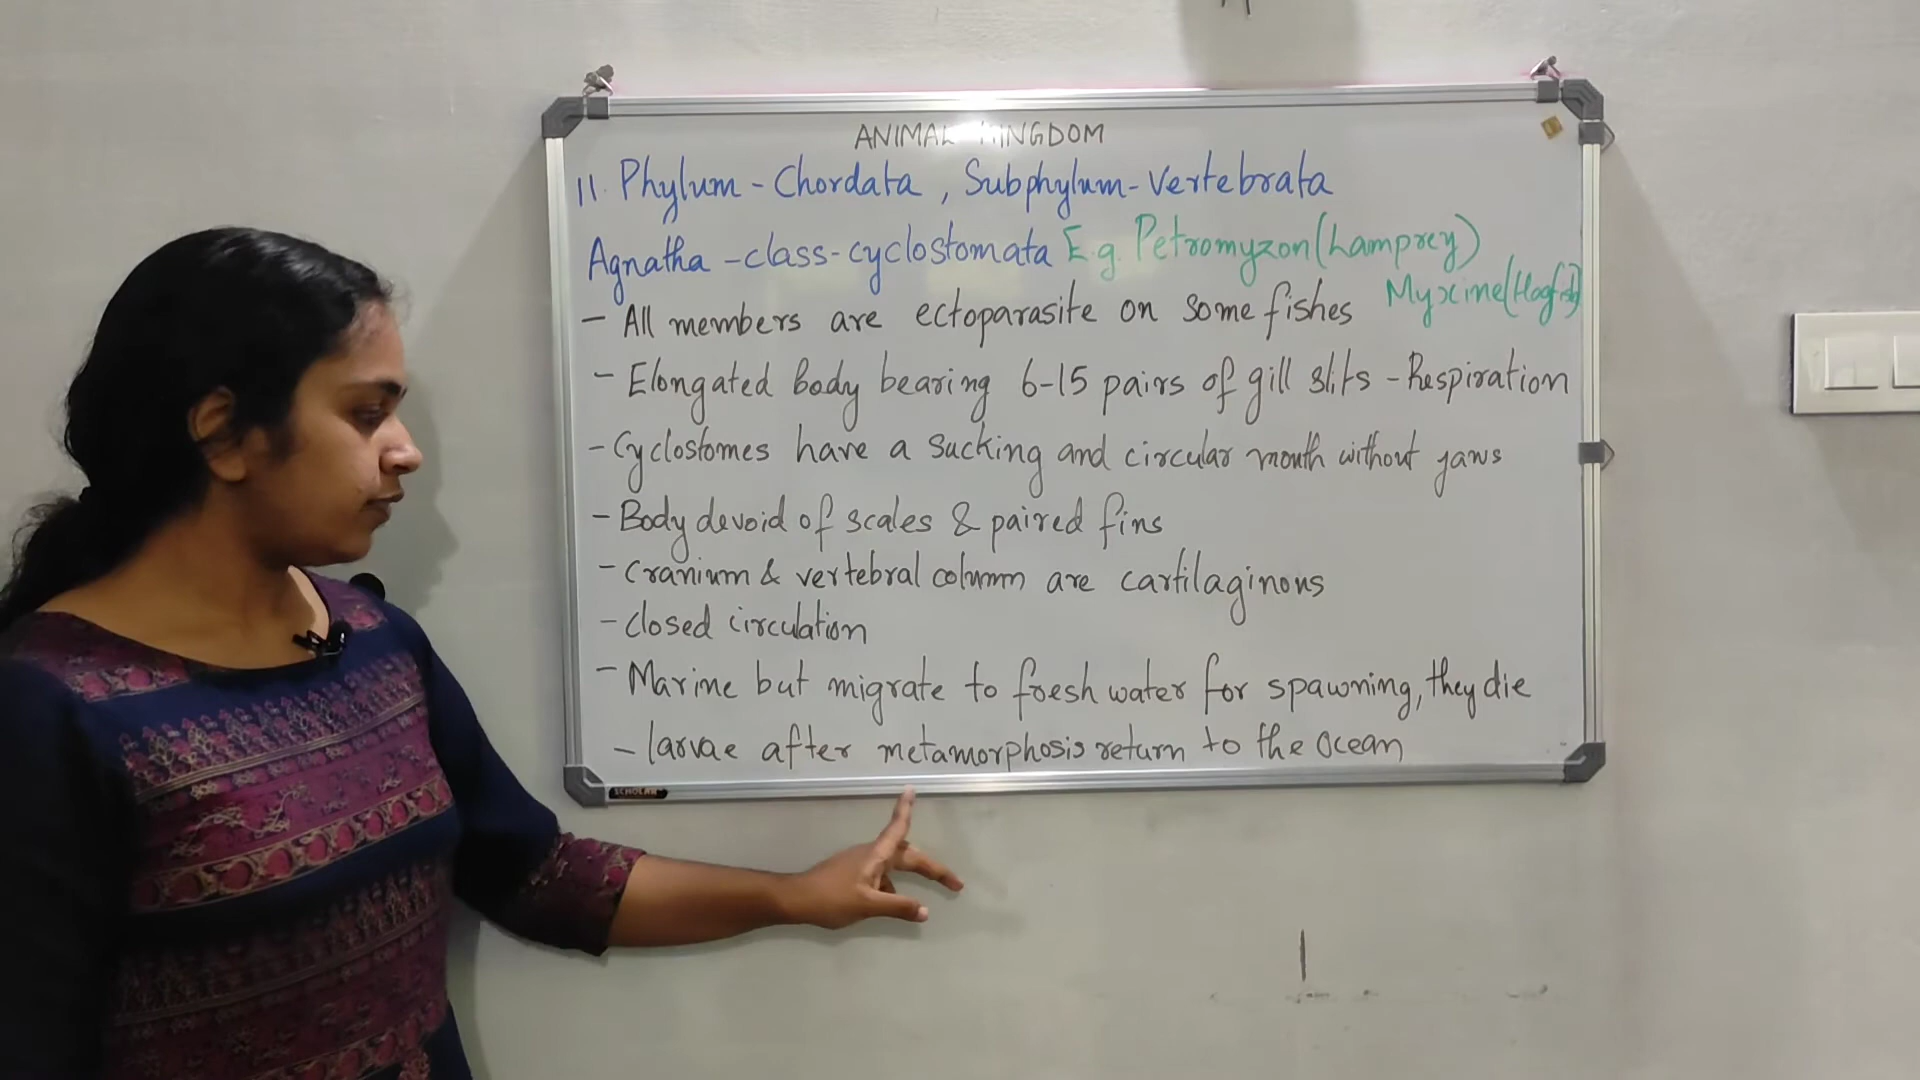 ANIMAL KINGDOM
11. Phylum - Chordata, Subphylum - Vertebrata
Agnatha - class - cyclostomata E.g. Petromyzon (Lamprey)
Myxine (Hagfish)
- All members are ectoparasite on some fishes
- Elongated body bearing 6-15 pairs of gill slits - Respiration
- Cyclostomes have a sucking and circular mouth without jaws
- Body devoid of scales & paired fins
- Cranium & vertebral column are cartilaginous
- closed circulation
- Marine but migrate to fresh water for spawning, they die
- larvae after metamorphosis return to the ocean
SCHOLAR